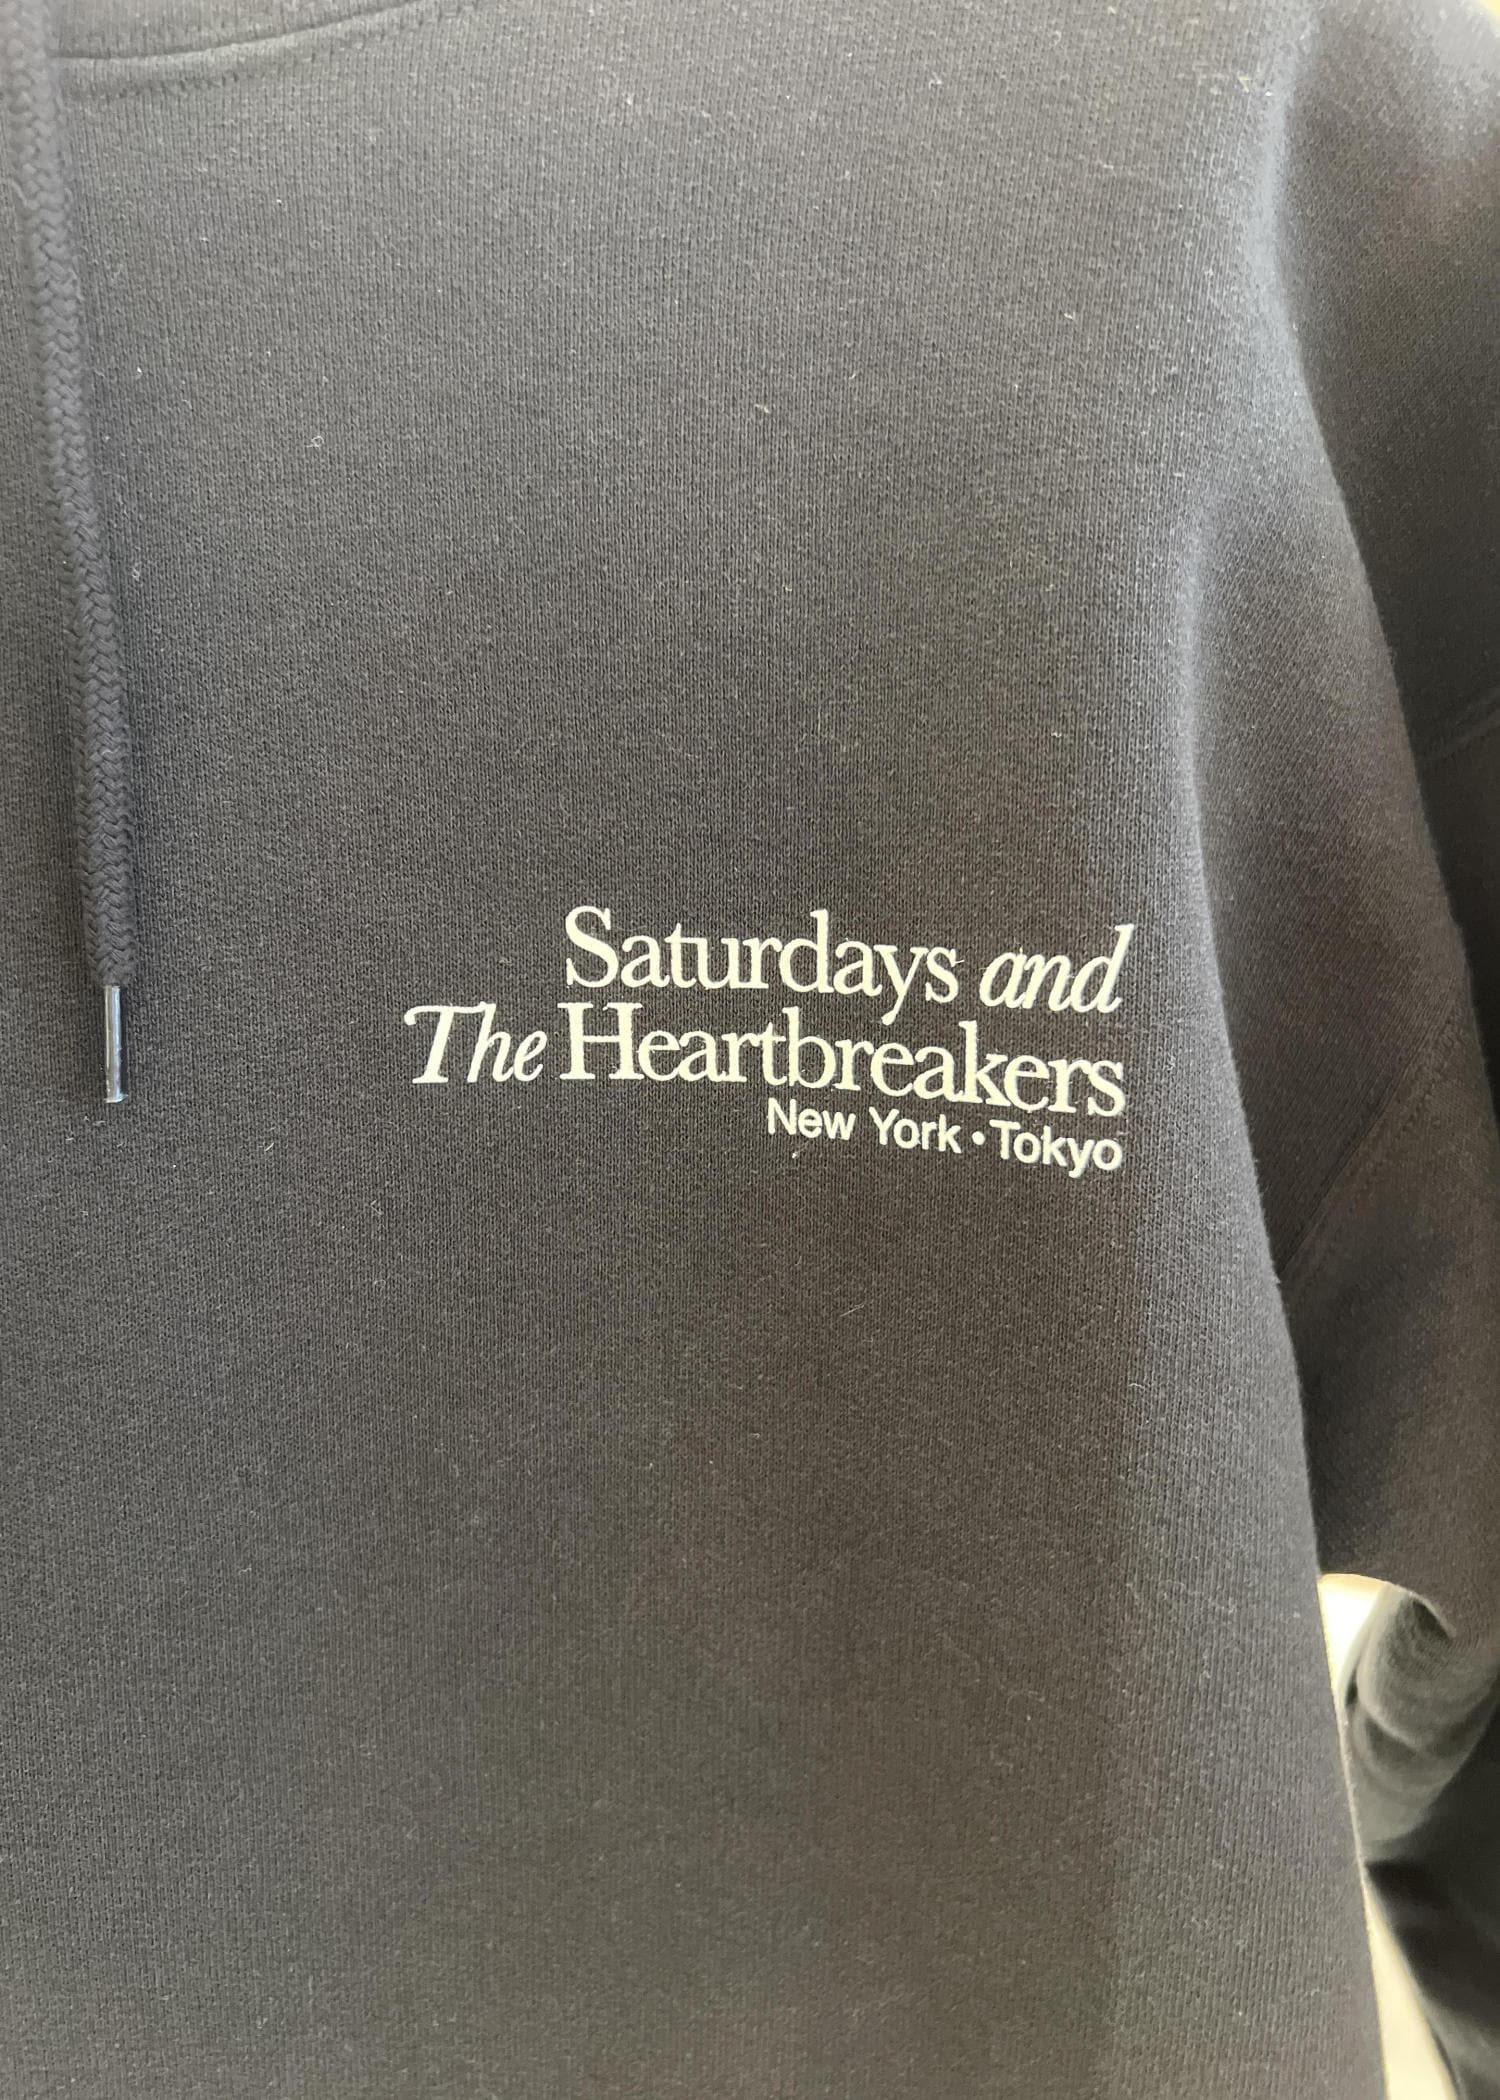 Saturdays and
The Heartbreakers
New York • Tokyo